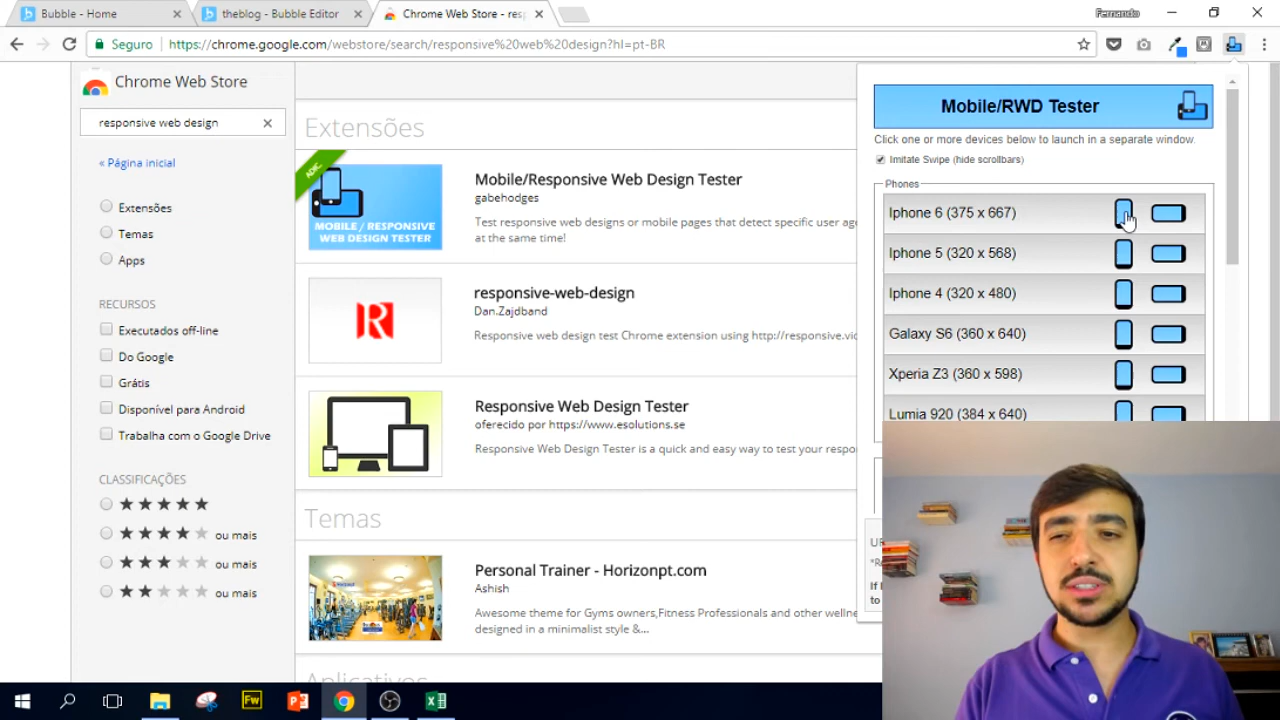 Bubble - Home
theblog - Bubble Editor
Chrome Web Store - res
Fernando
Seguro
https://chrome.google.com/webstore/search/responsive%20web%20design?hl=pt-BR
Chrome Web Store
responsive web design
« Página inicial
Extensões
Temas
Apps
RECURSOS
Executados off-line
Do Google
Grátis
Disponível para Android
Trabalha com o Google Drive
CLASSIFICAÇÕES
ou mais
ou mais
ou mais
Extensões
MOBILE / RESPONSIVE
WEB DESIGN TESTER
Mobile/Responsive Web Design Tester
gabehodges
Test responsive web designs or mobile pages that detect specific user age
at the same time!
R
responsive-web-design
Dan.Zajdband
Responsive web design test Chrome extension using http://responsive.vic
Responsive Web Design Tester
oferecido por https://www.esolutions.se
Responsive Web Design Tester is a quick and easy way to test your respo
Temas
Personal Trainer - Horizonpt.com
Ashish
Awesome theme for Gyms owners,Fitness Professionals and other wellne
designed in a minimalist style &...
Aplicativos
Mobile/RWD Tester
Click one or more devices below to launch in a separate window.
Imitate Swipe (hide scrollbars)
Phones
Iphone 6 (375 x 667)
Iphone 5 (320 x 568)
Iphone 4 (320 x 480)
Galaxy S6 (360 x 640)
Xperia Z3 (360 x 598)
Lumia 920 (384 x 640)
If
to
Fw